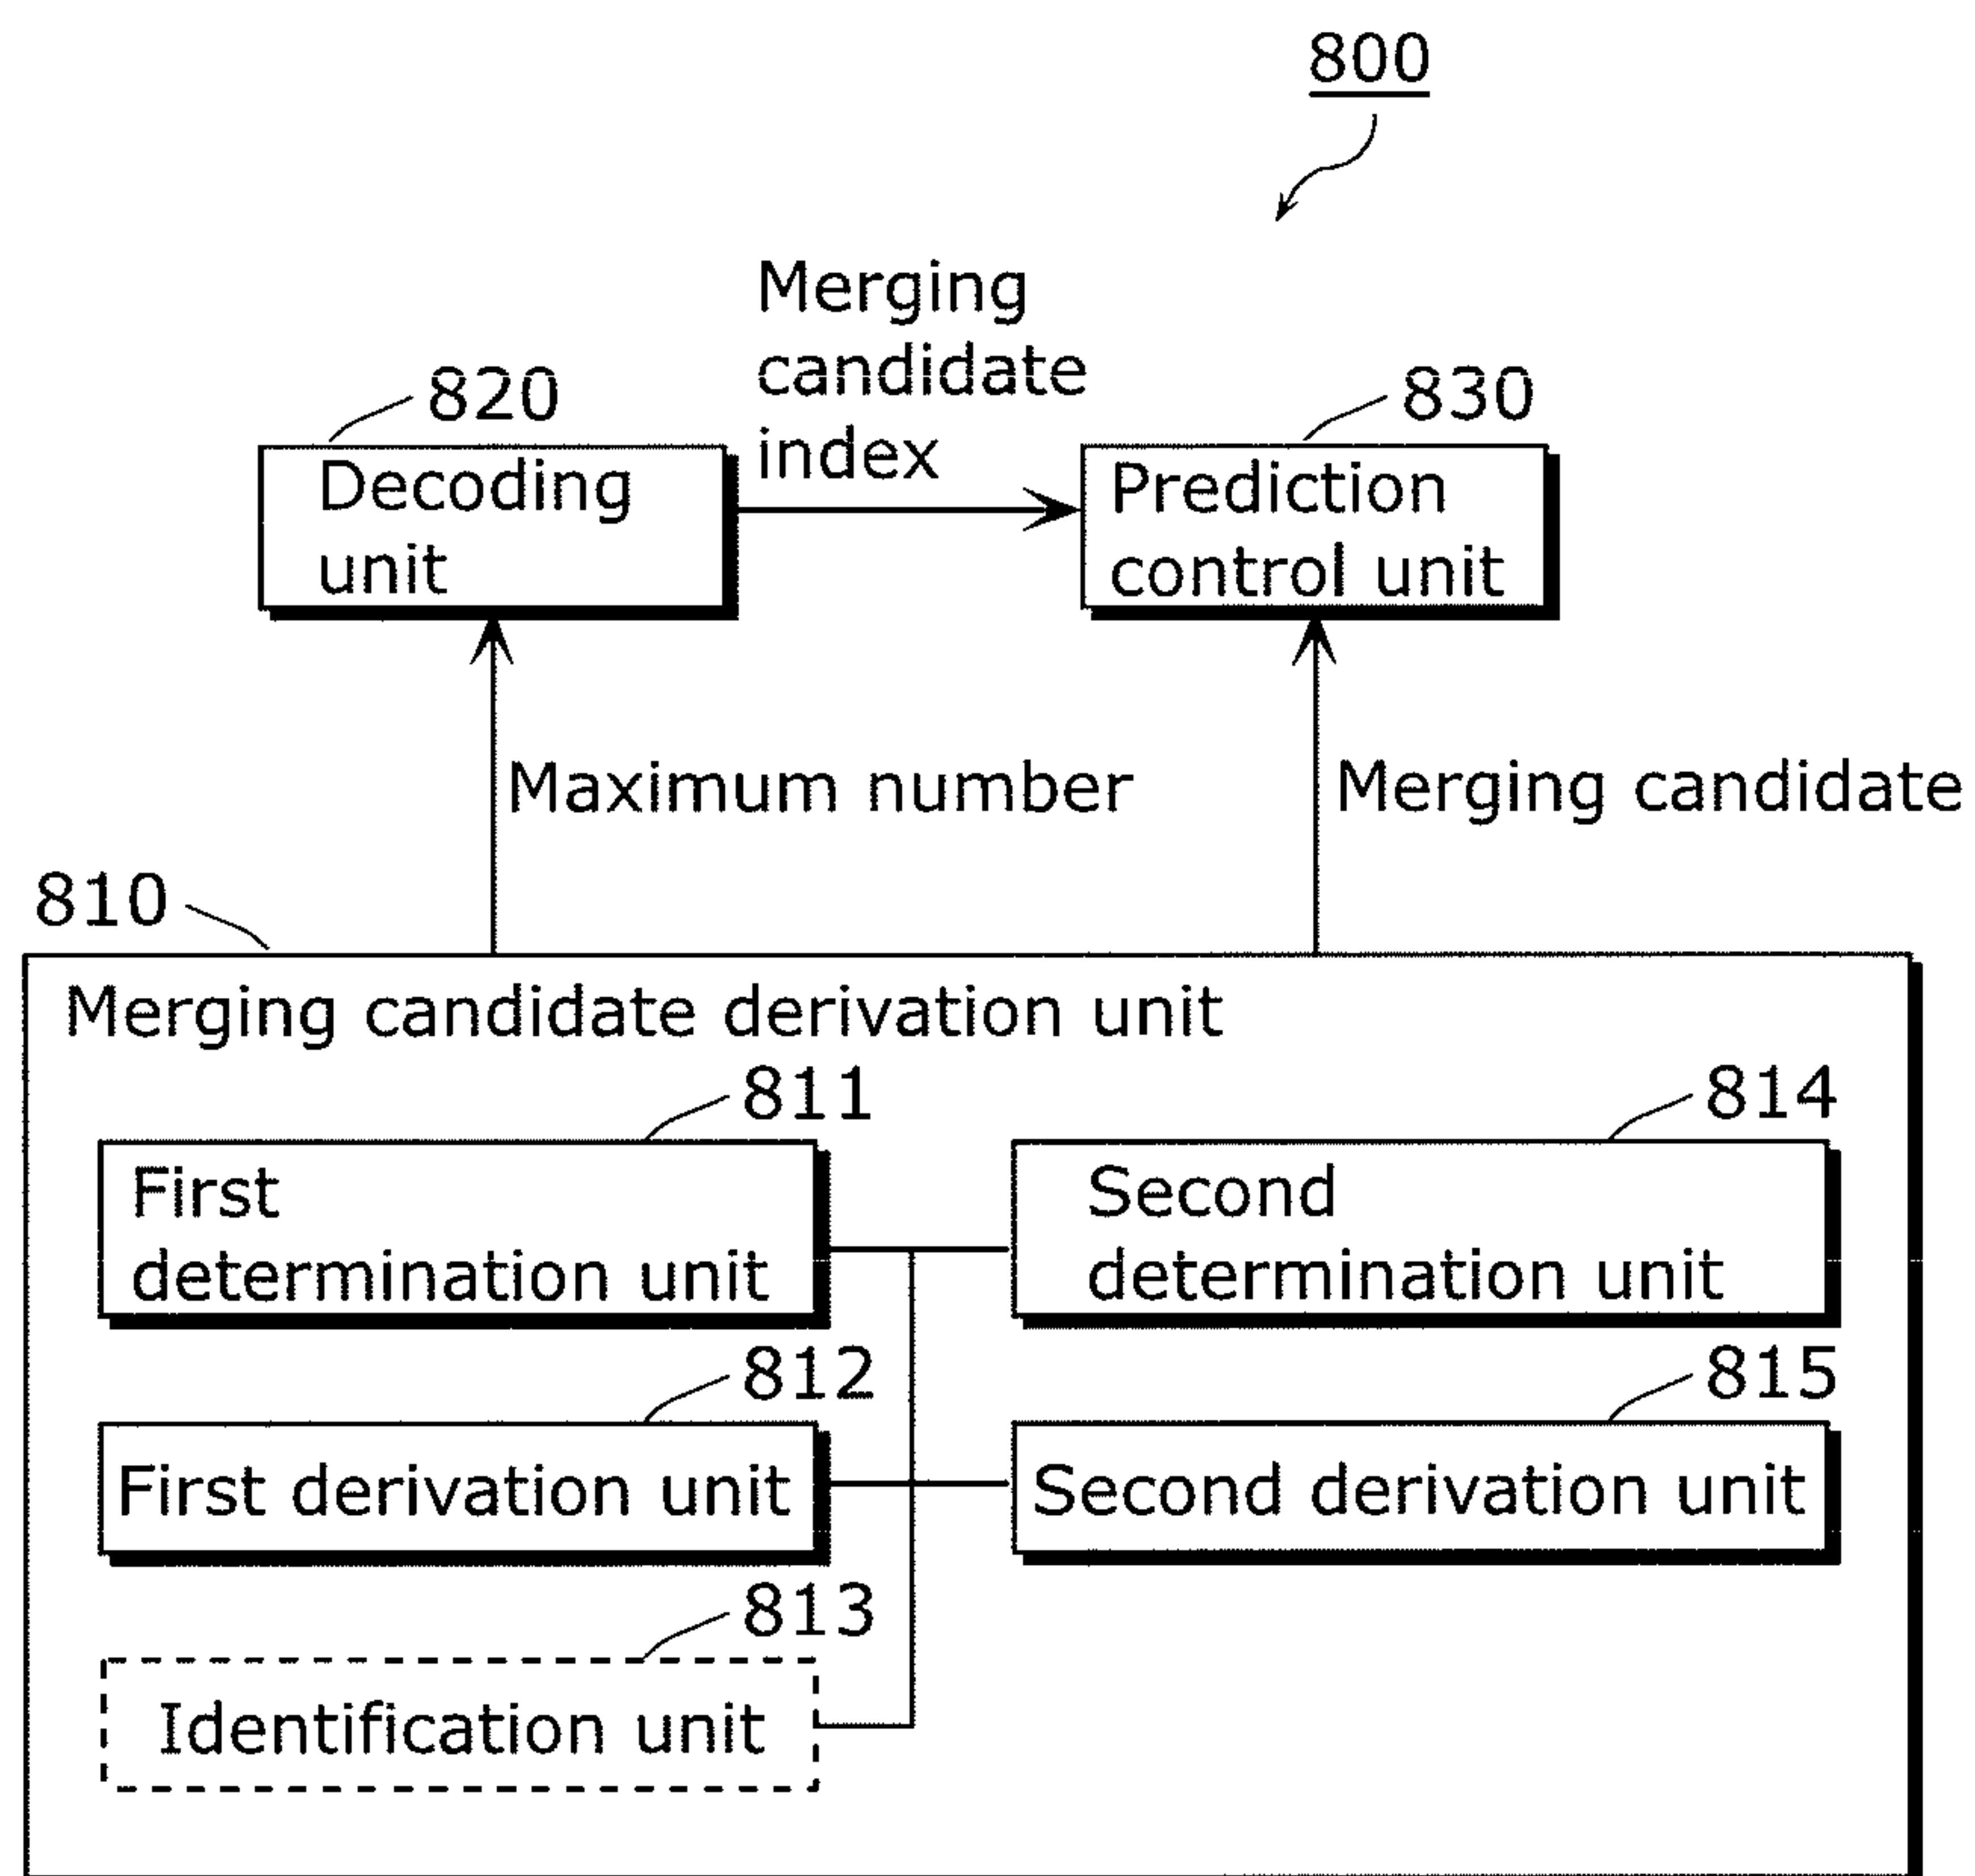 800
Merging
candidate
index
820
830
Decoding
unit
Prediction
control unit
Maximum number
Merging candidate
810
Merging candidate derivation unit
811
814
First
determination unit
Second
determination unit
812
815
First derivation unit
Second derivation unit
813
Identification unit